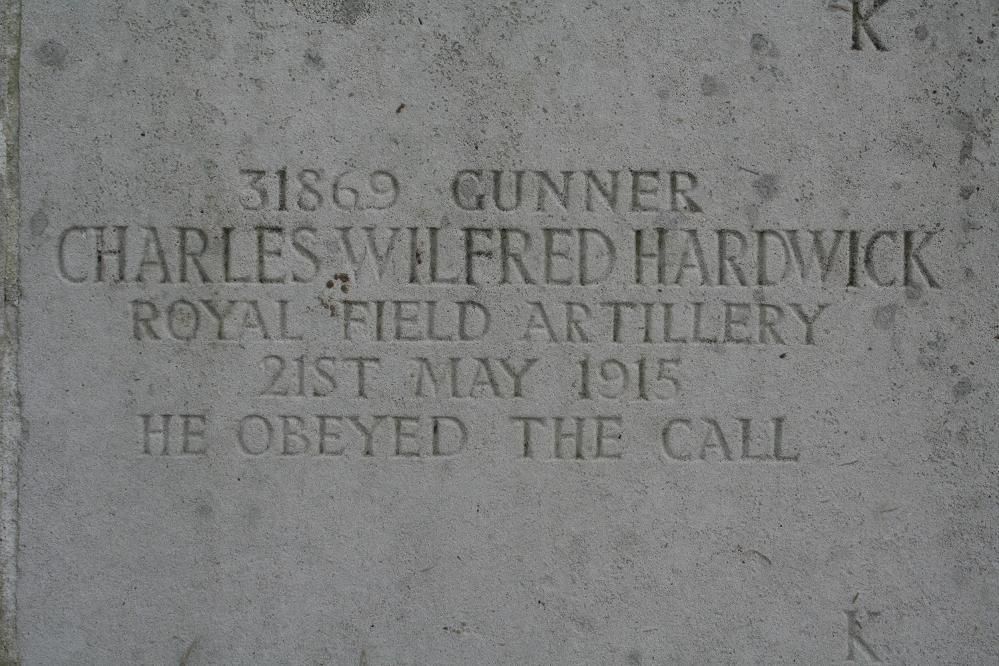 K
31869 GUNNER
CHARLES WILFRED HARDWICK
ROYAL FIELD ARTILLERY
21ST MAY 1915
HE OBEYED THE CALL
K